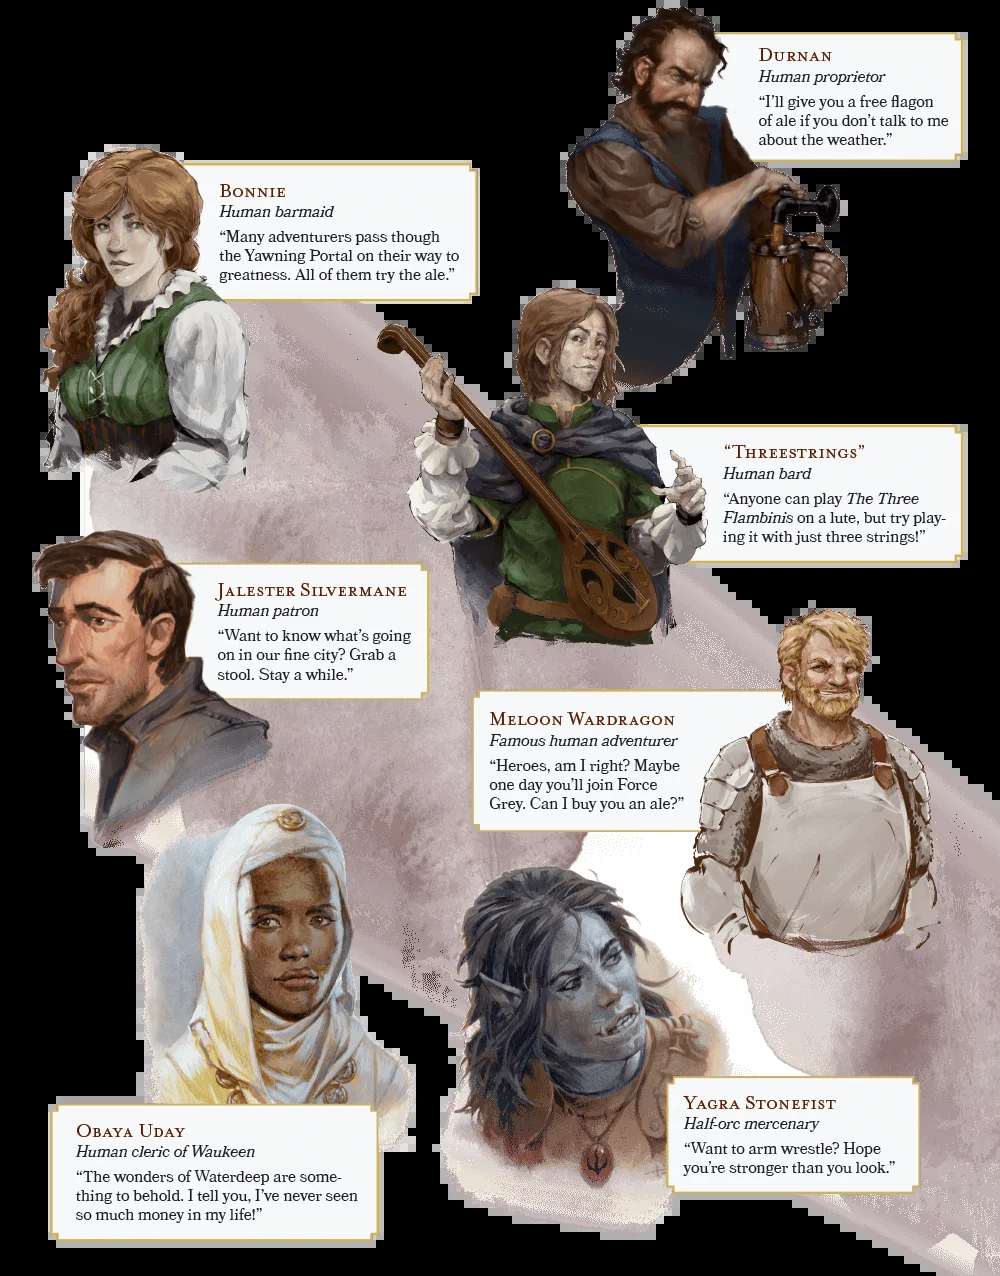 DURNAN
Human proprietor
“I’ll give you a free flagon
of ale if you don’t talk to me
about the weather.”
BONNIE
Human barmaid
“Many adventurers pass though
the Yawning Portal on their way to
greatness. All of them try the ale.”
“THREESTRINGS”
Human bard
“Anyone can play The Three
Flambinis on a lute, but try play-
ing it with just three strings!”
JALESTER SILVERMANE
Human patron
“Want to know what’s going
on in our fine city? Grab a
stool. Stay a while.”
MELOON WARDRAGON
Famous human adventurer
“Heroes, am I right? Maybe
one day you’ll join Force
Grey. Can I buy you an ale?”
OBAYA UDAY
Human cleric of Waukeen
“The wonders of Waterdeep are some-
thing to behold. I tell you, I’ve never seen
so much money in my life!”
YAGRA STONEFIST
Half-orc mercenary
“Want to arm wrestle? Hope
you’re stronger than you look.”